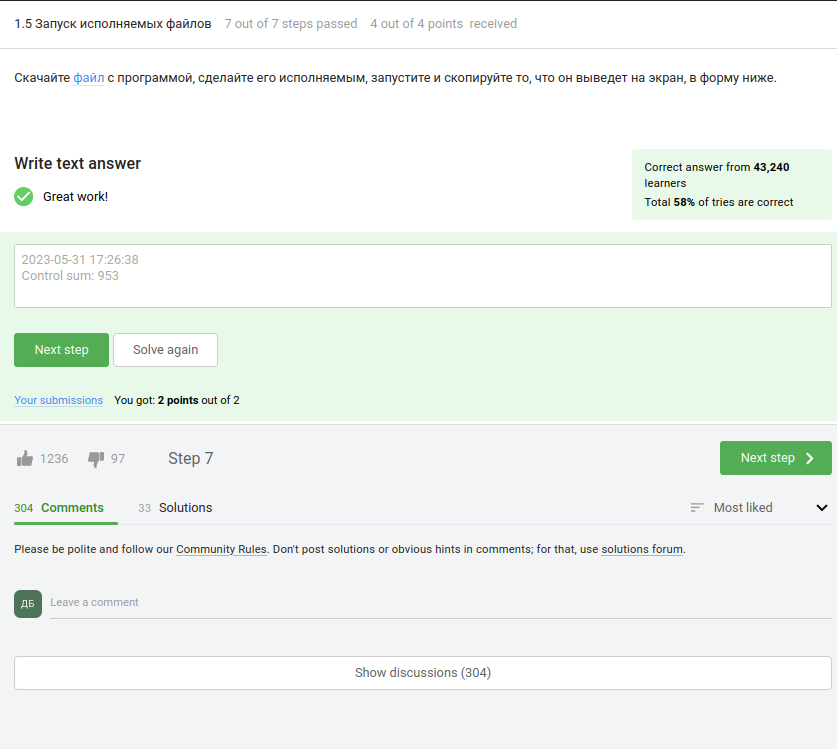 1.5 Запуск исполняемых файлов 7 out of 7 steps passed 4 out of 4 points received
Скачайте файл с программой, сделайте его исполняемым, запустите и скопируйте то, что он выведет на экран, в форму ниже.
Write text answer
Great work!
Correct answer from 43,240
learners
Total 58% of tries are correct
2023-05-31 17:26:38
Control sum: 953
Next step Solve again
Your submissions You got: 2 points out of 2
1236 97 Step 7 Next step
304 Comments 33 Solutions Most liked
Please be polite and follow our Community Rules. Don't post solutions or obvious hints in comments; for that, use solutions forum.
ДБ Leave a comment
Show discussions (304)